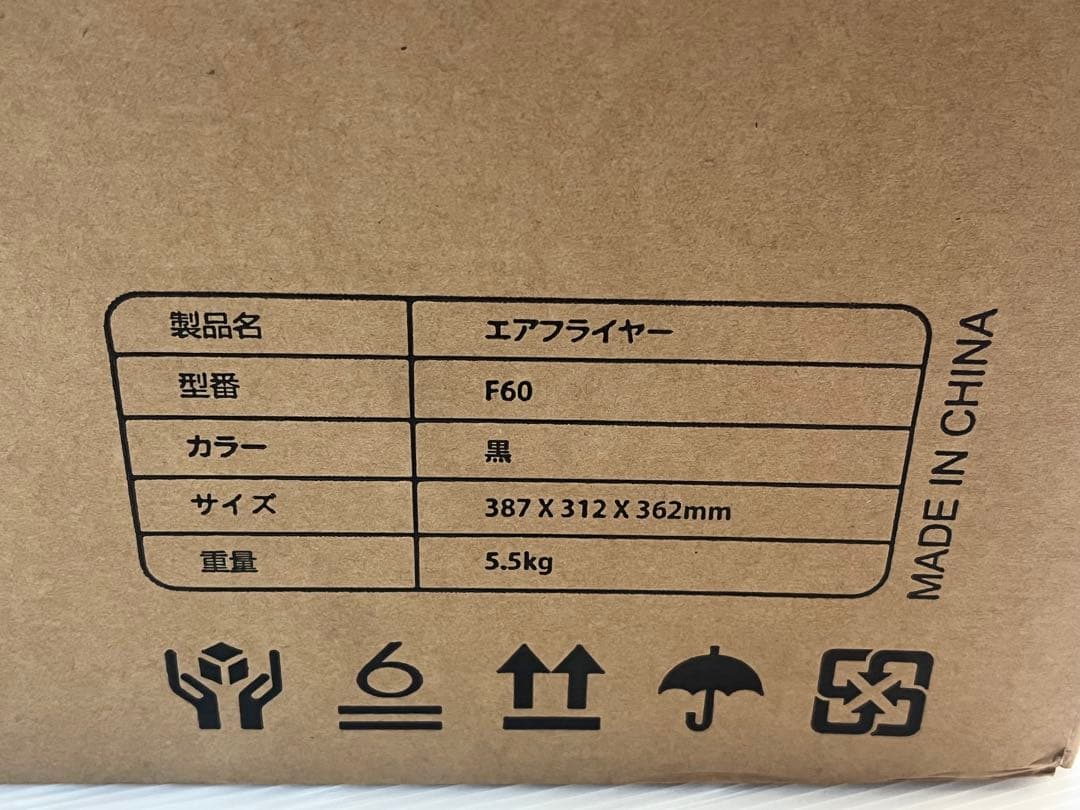 製品名 エアフライヤー
型番 F60
カラー 黒
サイズ 387 X 312 X 362mm
重量 5.5kg
MADE IN CHINA
6